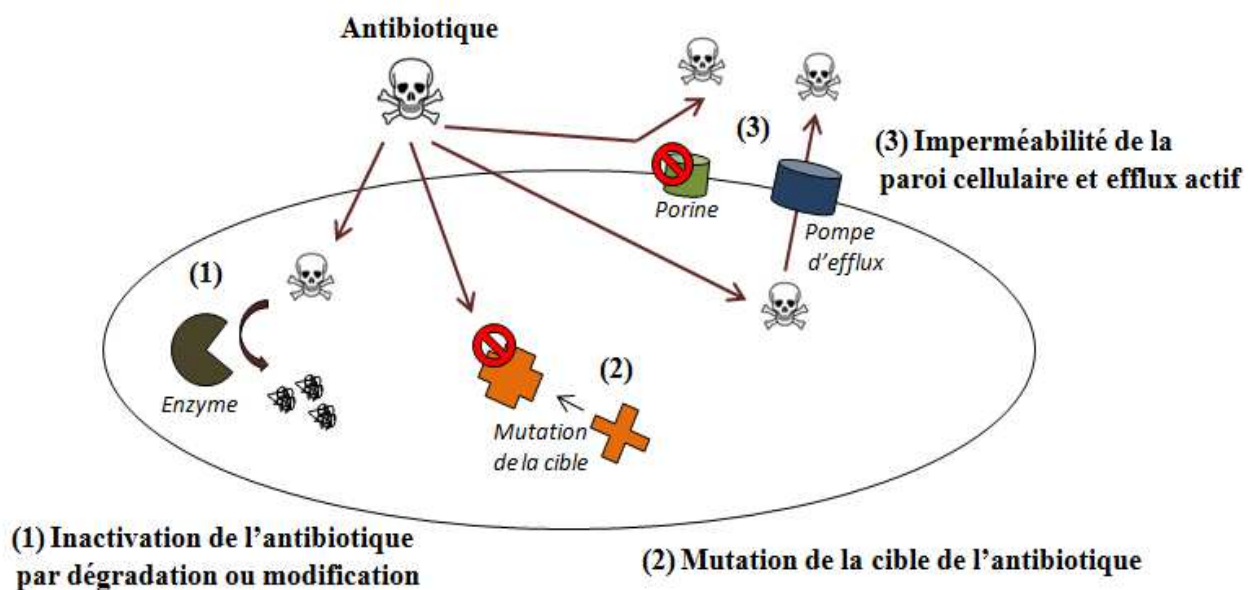 Antibiotique
(3)
(3) Imperméabilité de la
paroi cellulaire et efflux actif
Porine
Pompe
d'efflux
(1)
Enzyme
(2)
Mutation
de la cible
(1) Inactivation de l'antibiotique
par dégradation ou modification
(2) Mutation de la cible de l'antibiotique